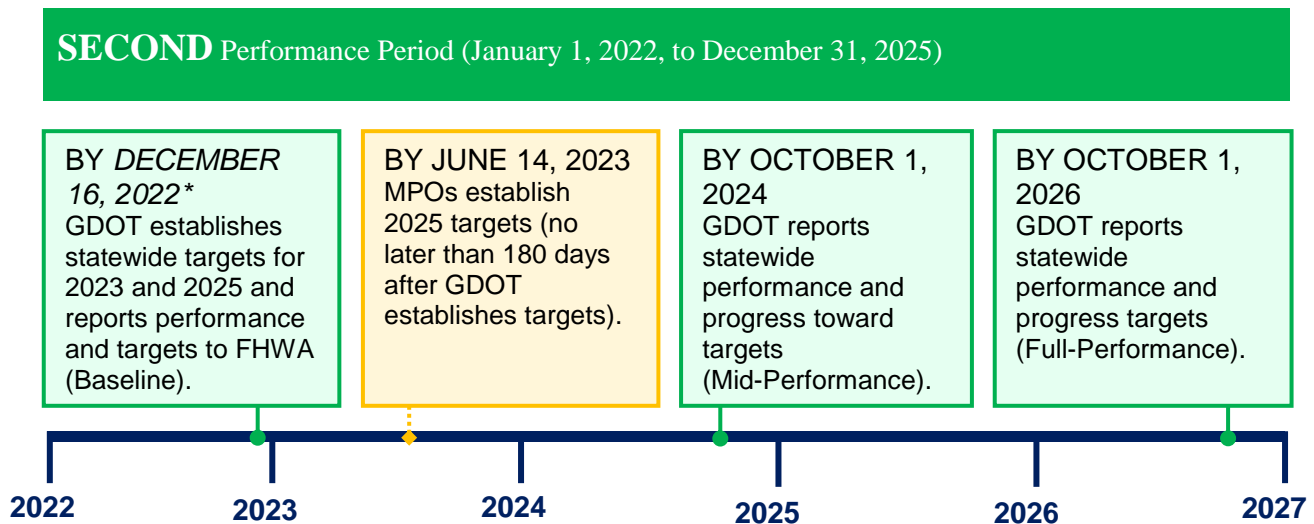 SECOND Performance Period (January 1, 2022, to December 31, 2025)
BY DECEMBER
16, 2022*
GDOT establishes
statewide targets for
2023 and 2025 and
reports performance
and targets to FHWA
(Baseline).
BY JUNE 14, 2023
MPOs establish
2025 targets (no
later than 180 days
after GDOT
establishes targets).
BY OCTOBER 1,
2024
GDOT reports
statewide
performance and
progress toward
targets
(Mid-Performance).
BY OCTOBER 1,
2026
GDOT reports
statewide
performance and
progress targets
(Full-Performance).
2022
2023
2024
2025
2026
2027